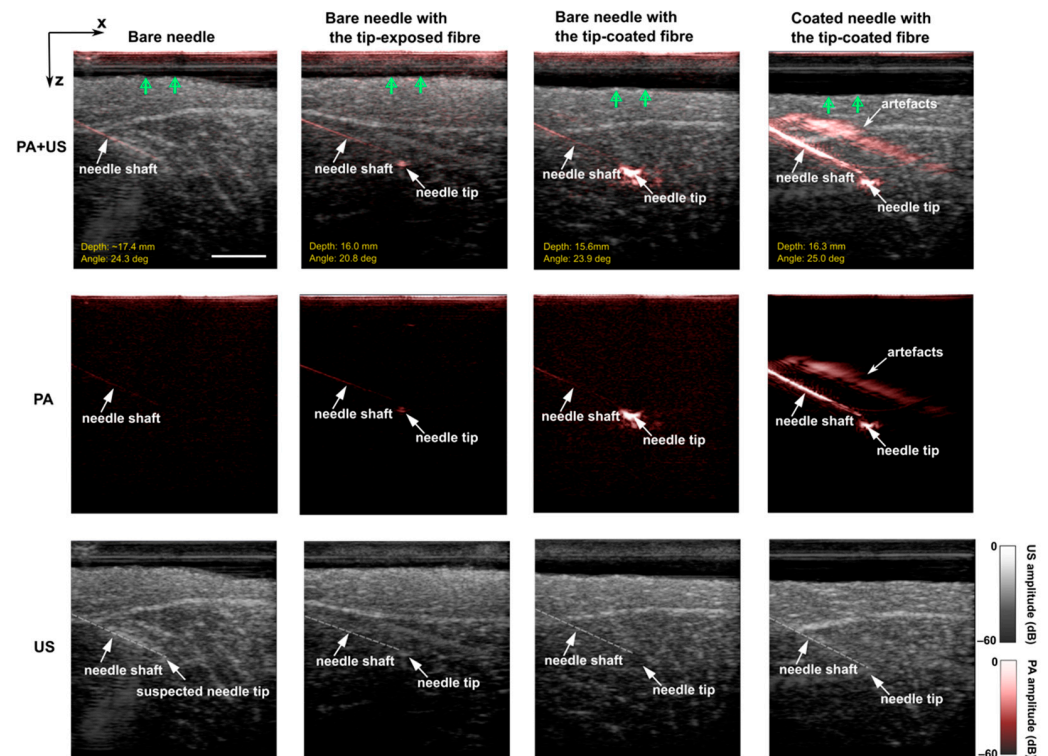 x
z
Bare needle
Bare needle with
the tip-exposed fibre
Bare needle with
the tip-coated fibre
Coated needle with
the tip-coated fibre
PA+US
needle shaft
Depth: ~17.4 mm
Angle: 24.3 deg
needle shaft
needle tip
Depth: 16.0 mm
Angle: 20.8 deg
needle shaft
needle tip
Depth: 15.6mm
Angle: 23.9 deg
artefacts
needle shaft
needle tip
Depth: 16.3 mm
Angle: 25.0 deg
PA
needle shaft
needle shaft
needle tip
needle shaft
needle tip
artefacts
needle shaft
needle tip
US
needle shaft
suspected needle tip
needle shaft
needle tip
needle shaft
needle tip
needle shaft
needle tip
0
US amplitude (dB)
–60
0
PA amplitude (dB)
–60